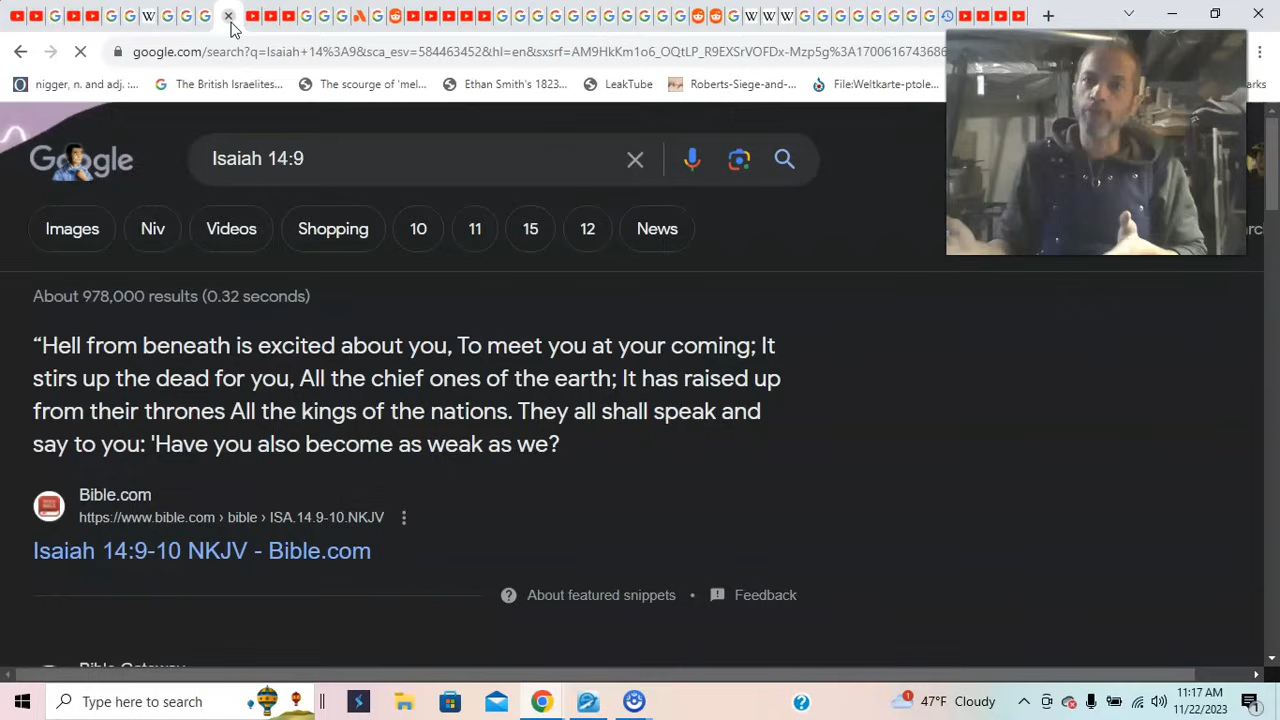 google.com/search?q=Isaiah+14%3A9&sca_esv=584463452&hl=en&sxsrf=AM9HkKm1o6_OQtLP_R9EXSrVOFDx-Mzp5g%3A1700616743686
nigger, n. and adj. :...
The British Israelites...
The scourge of 'mel...
Ethan Smith's 1823...
LeakTube
Roberts-Siege-and-...
File:Weltkarte-ptole...
arks
Google
Isaiah 14:9
Images
Niv
Videos
Shopping
10
11
15
12
News
About 978,000 results (0.32 seconds)
“Hell from beneath is excited about you, To meet you at your coming; It
stirs up the dead for you, All the chief ones of the earth; It has raised up
from their thrones All the kings of the nations. They all shall speak and
say to you: 'Have you also become as weak as we?
Bible.com
https://www.bible.com › bible › ISA.14.9-10.NKJV
Isaiah 14:9-10 NKJV - Bible.com
About featured snippets • Feedback
Type here to search
47°F Cloudy
11:17 AM
11/22/2023